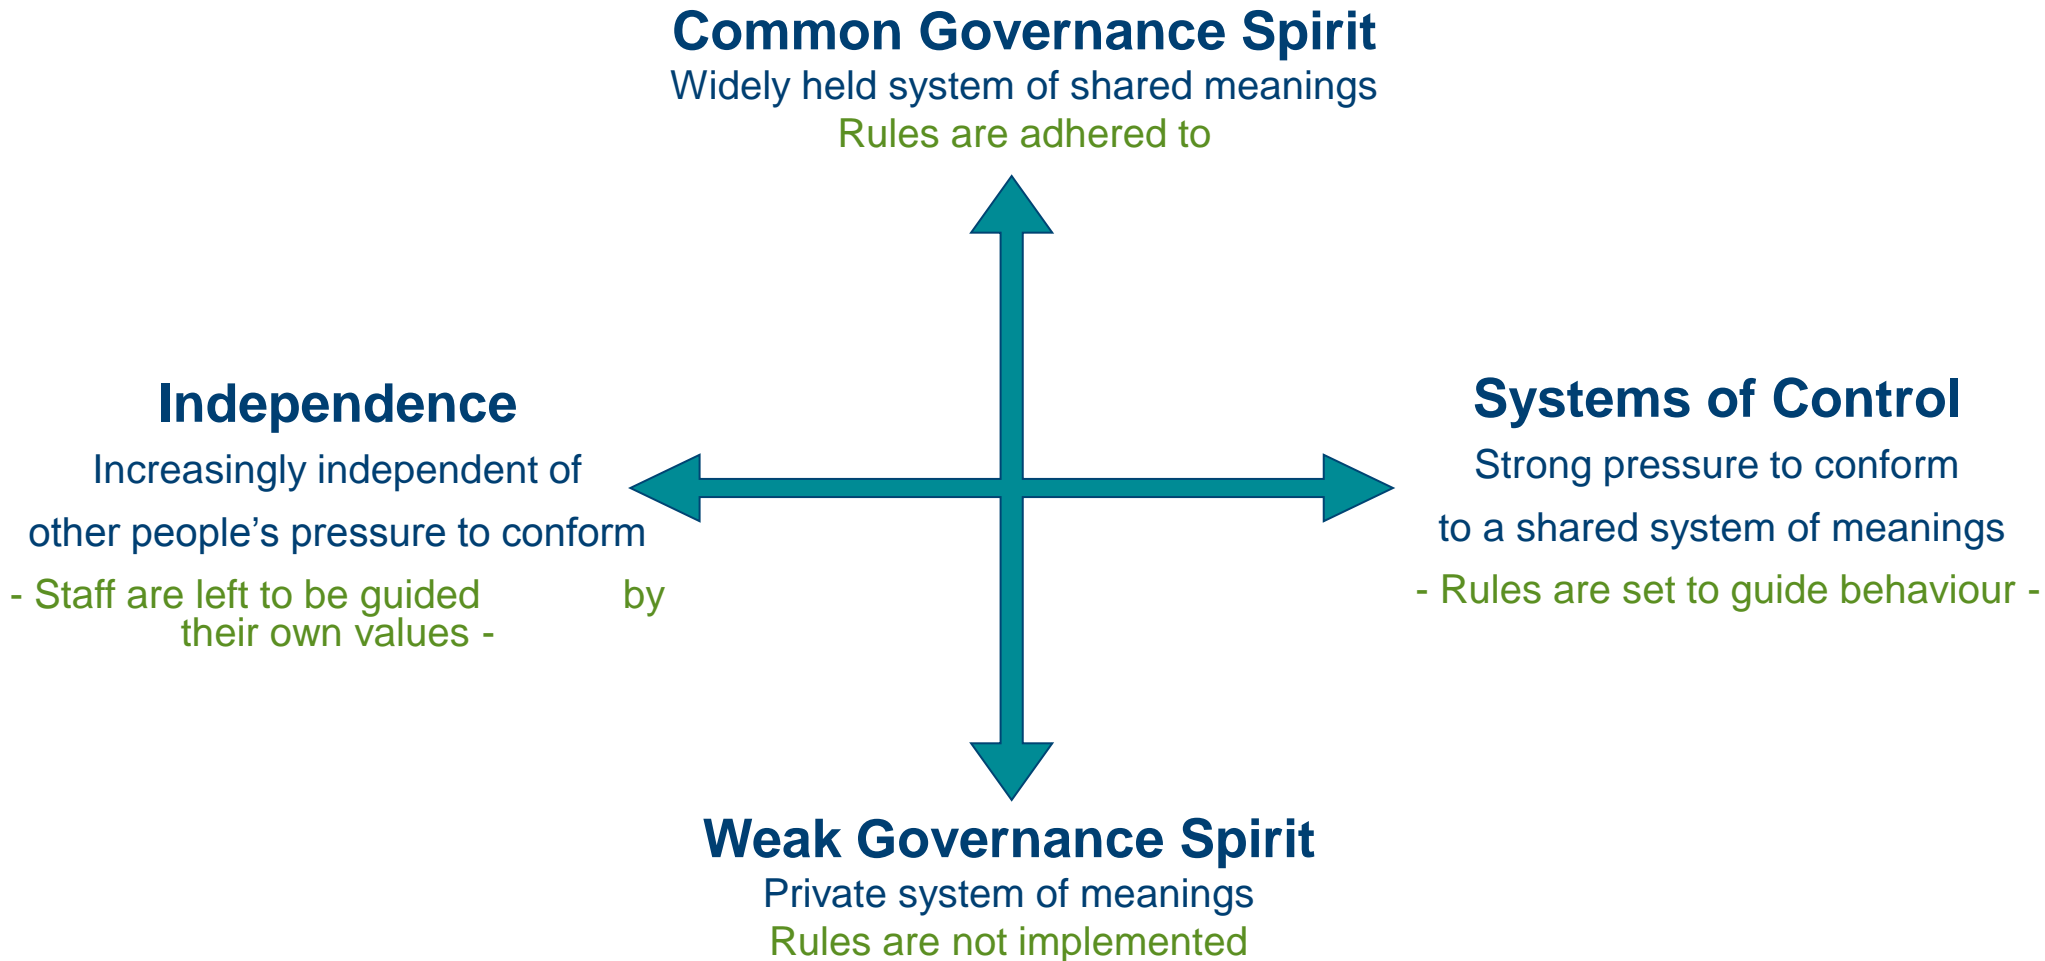 Common Governance Spirit
Widely held system of shared meanings
Rules are adhered to
Independence
Increasingly independent of
other people’s pressure to conform
- Staff are left to be guided by
their own values -
Systems of Control
Strong pressure to conform
to a shared system of meanings
- Rules are set to guide behaviour -
Weak Governance Spirit
Private system of meanings
Rules are not implemented